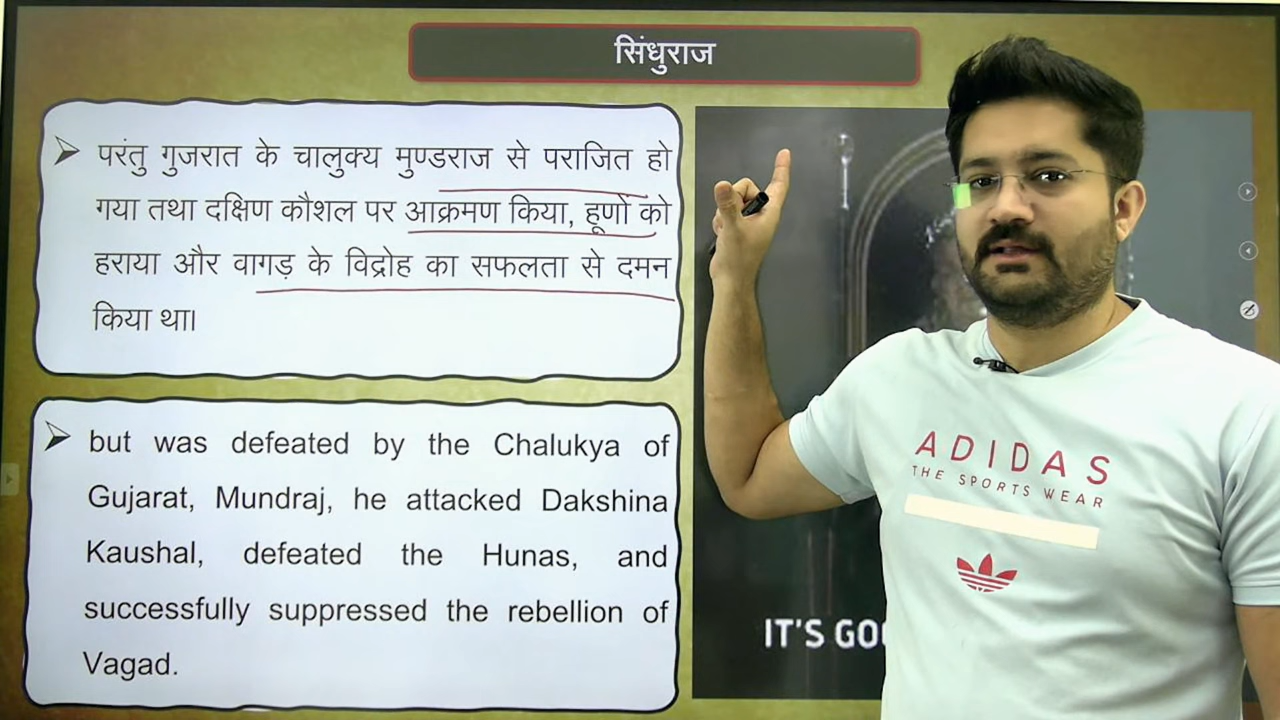 सिंधुराज
परंतु गुजरात के चालुक्य मुण्डराज से पराजित हो
गया तथा दक्षिण कौशल पर आक्रमण किया, हूणों को
हराया और वागड़ के विद्रोह का सफलता से दमन
किया था।
but was defeated by the Chalukya of
Gujarat, Mundraj, he attacked Dakshina
Kaushal, defeated the Hunas, and
successfully suppressed the rebellion of
Vagad.
IT'S GO
ADIDAS
THE SPORTS WEAR